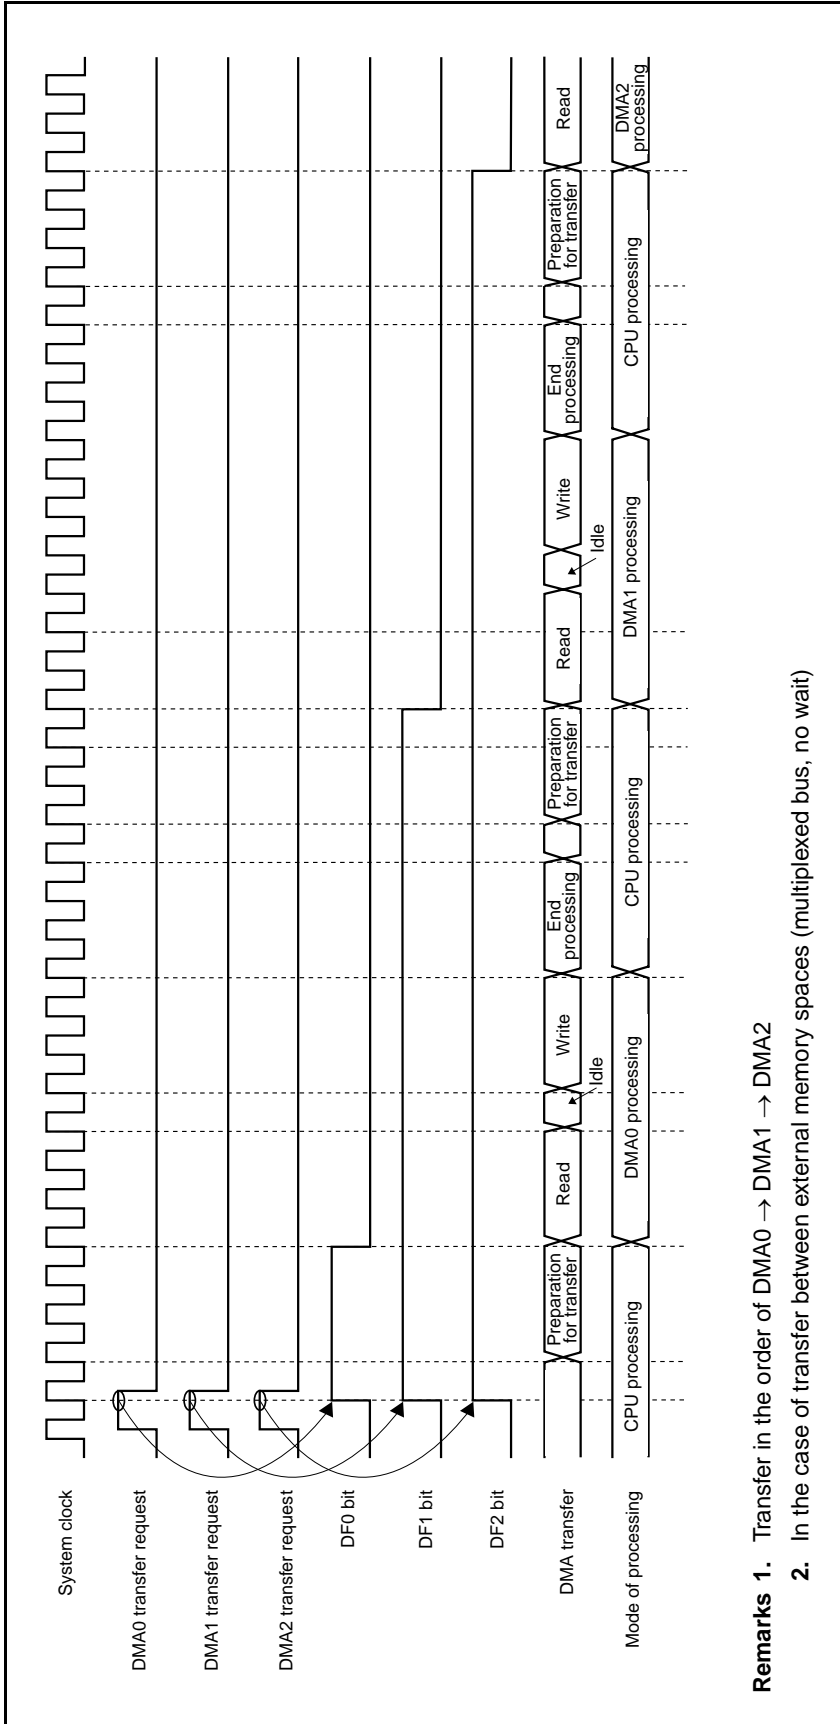 System clock
DMA0 transfer request
DMA1 transfer request
DMA2 transfer request
DF0 bit
DF1 bit
DF2 bit
DMA transfer
Preparation
for transfer
Read
Idle
Write
End
processing
Preparation
for transfer
Read
Idle
Write
End
processing
Preparation
for transfer
Read
Mode of processing
CPU processing
DMA0 processing
CPU processing
DMA1 processing
CPU processing
DMA2
processing
Remarks 1. Transfer in the order of DMA0 → DMA1 → DMA2
2. In the case of transfer between external memory spaces (multiplexed bus, no wait)